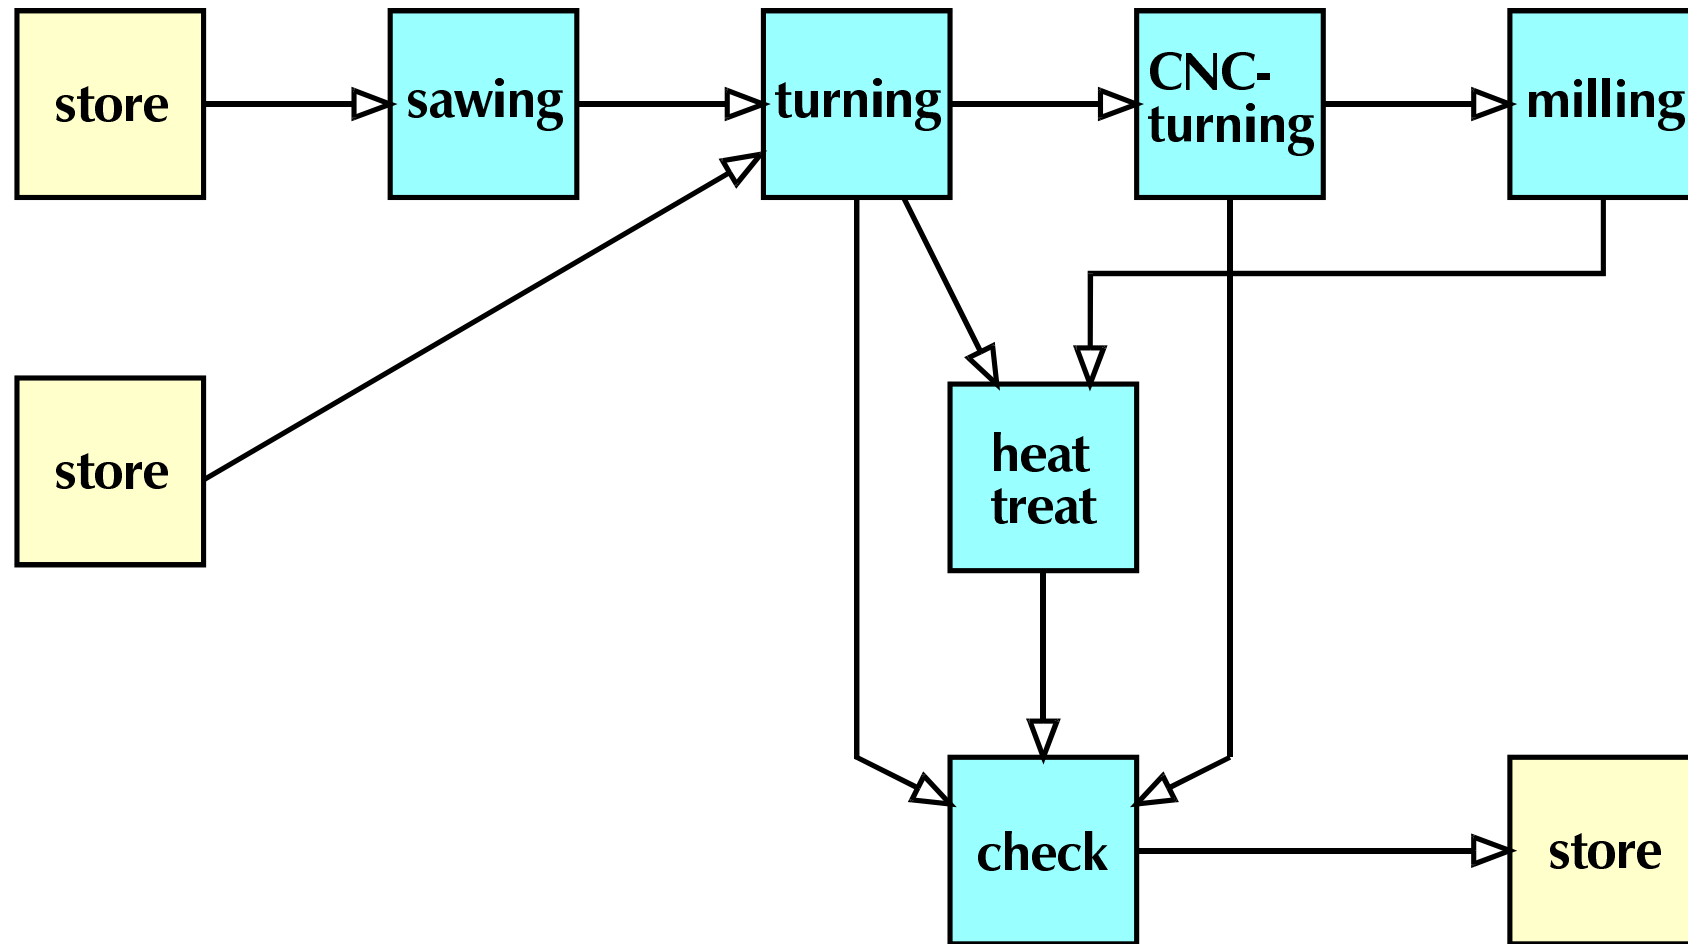 store
sawing
turning
CNC-
turning
milling
store
heat
treat
check
store